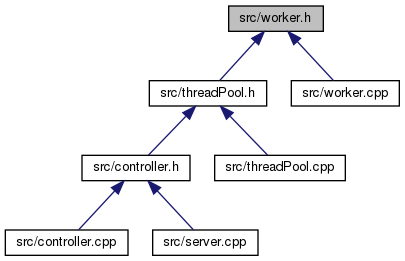 src/worker.h
src/threadPool.h
src/worker.cpp
src/controller.h
src/threadPool.cpp
src/controller.cpp
src/server.cpp